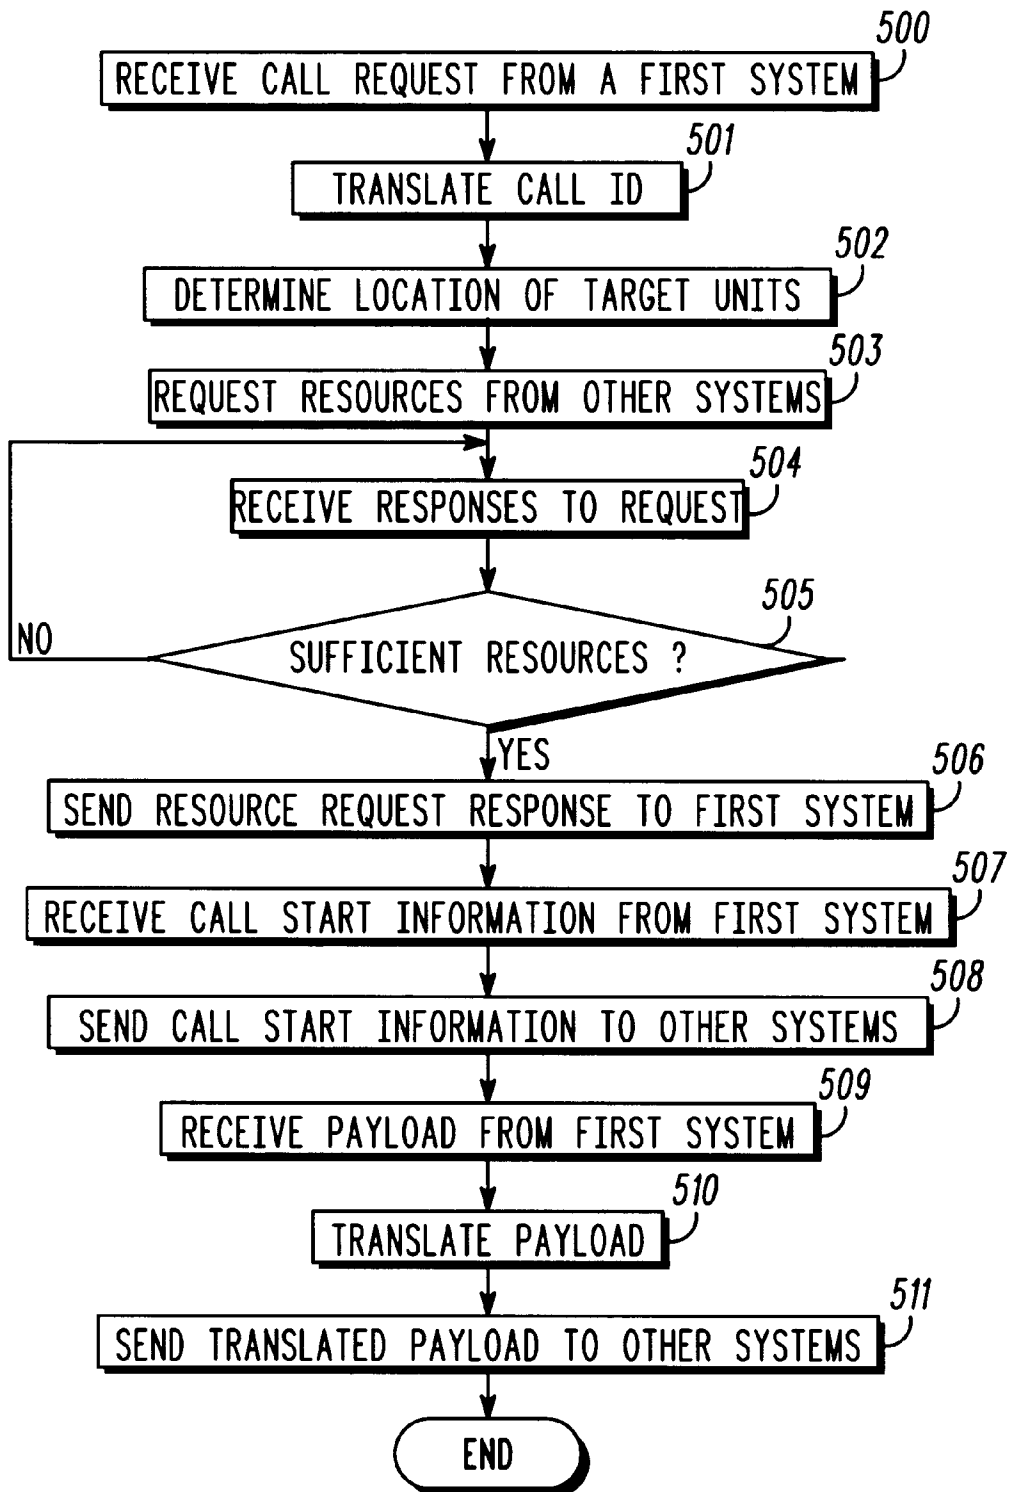 500
RECEIVE CALL REQUEST FROM A FIRST SYSTEM
501
TRANSLATE CALL ID
502
DETERMINE LOCATION OF TARGET UNITS
503
REQUEST RESOURCES FROM OTHER SYSTEMS
504
RECEIVE RESPONSES TO REQUEST
505
NO
SUFFICIENT RESOURCES ?
YES
506
SEND RESOURCE REQUEST RESPONSE TO FIRST SYSTEM
507
RECEIVE CALL START INFORMATION FROM FIRST SYSTEM
508
SEND CALL START INFORMATION TO OTHER SYSTEMS
509
RECEIVE PAYLOAD FROM FIRST SYSTEM
510
TRANSLATE PAYLOAD
511
SEND TRANSLATED PAYLOAD TO OTHER SYSTEMS
END